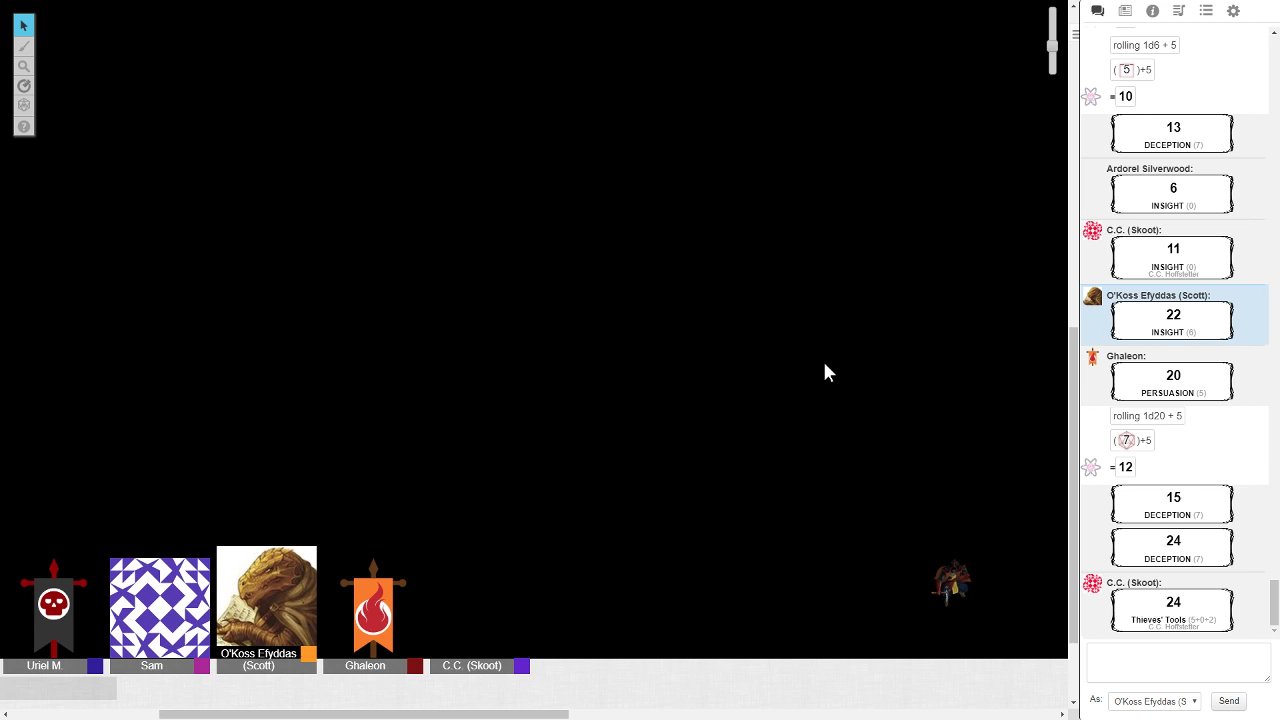 rolling 1d6 + 5
( 5 )+5
= 10
13
DECEPTION (7)
Ardorel Silverwood:
6
INSIGHT (0)
C.C. (Skoot):
11
INSIGHT (0)
C.C. Hoffstetter
O'Koss Efyddas (Scott):
22
INSIGHT (6)
Ghaleon:
20
PERSUASION (5)
rolling 1d20 + 5
( 7 )+5
= 12
15
DECEPTION (7)
24
DECEPTION (7)
C.C. (Skoot):
24
Thieves' Tools (5+0+2)
C.C. Hoffstetter
As: O'Koss Efyddas (S
Send
Uriel M.
Sam
O'Koss Efyddas
(Scott)
Ghaleon
C.C. (Skoot)